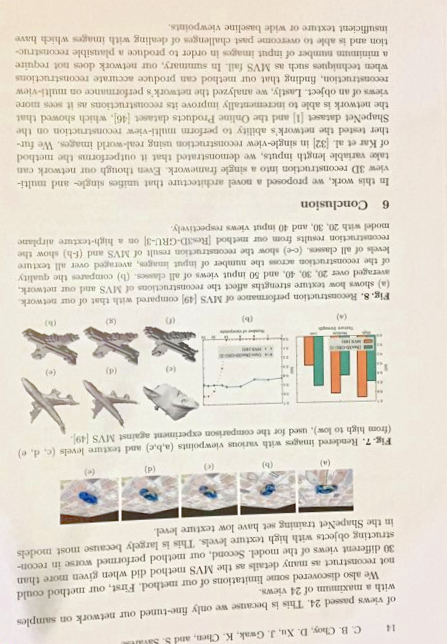 14 C. B. Choy, D. Xu, J. Gwak, K. Chen, and S. Savarese
of views passed 24. This is because we only fine-tuned our network on samples
with a maximum of 24 views.
We also discovered some limitations of our method. First, our method could
not reconstruct as many details as the MVS method did when given more than
30 different views of the model. Second, our method performed worse in recon-
structing objects with high texture levels. This is largely because most models
in the ShapeNet training set have low texture level.
(a) (b) (c) (d) (e)
Fig. 7. Rendered images with various viewpoints (a,b,c) and texture levels (c, d, e)
(from high to low), used for the comparison experiment against MVS [49].
(a) (b) (c) (d) (e)
(f) (g) (h)
Fig. 8. Reconstruction performance of MVS [49] compared with that of our network.
(a) shows how texture strengths affect the reconstructions of MVS and our network,
averaged over 20, 30, 40, and 50 input views of all classes. (b) compares the quality
of the reconstruction across the number of input images, averaged over all texture
levels of all classes. (c-e) show the reconstruction result of MVS and (f-h) show the
reconstruction results from our method [Res3D-GRU-3] on a high-texture airplane
model with 20, 30, and 40 input views respectively.
6 Conclusion
In this work, we proposed a novel architecture that unifies single- and multi-
view 3D reconstruction into a single framework. Even though our network can
take variable length inputs, we demonstrated that it outperforms the method
of Kar et al. [32] in single-view reconstruction using real-world images. We fur-
ther tested the network's ability to perform multi-view reconstruction on the
ShapeNet dataset [1] and the Online Products dataset [46], which showed that
the network is able to incrementally improve its reconstructions as it sees more
views of an object. Lastly, we analyzed the network's performance on multi-view
reconstruction, finding that our method can produce accurate reconstructions
when techniques such as MVS fail. In summary, our network does not require
a minimum number of input images in order to produce a plausible reconstruc-
tion and is able to overcome past challenges of dealing with images which have
insufficient texture or wide baseline viewpoints.